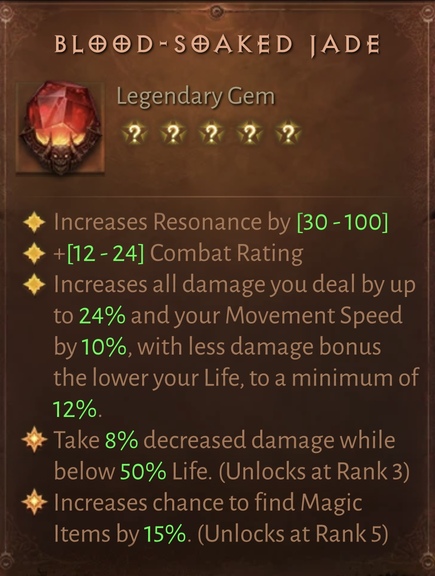 BLOOD-SOAKED JADE
Legendary Gem
? ? ? ? ?
Increases Resonance by [30 - 100]
+[12 - 24] Combat Rating
Increases all damage you deal by up
to 24% and your Movement Speed
by 10%, with less damage bonus
the lower your Life, to a minimum of
12%.
Take 8% decreased damage while
below 50% Life. (Unlocks at Rank 3)
Increases chance to find Magic
Items by 15%. (Unlocks at Rank 5)